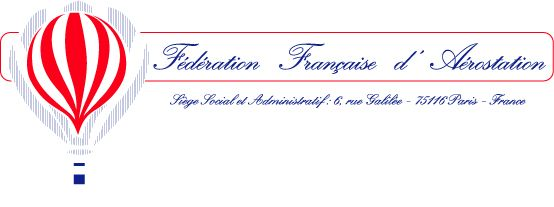 Fédération Française d'Aérostation
Siège Social et Administratif : 6, rue Galilée - 75116 Paris - France